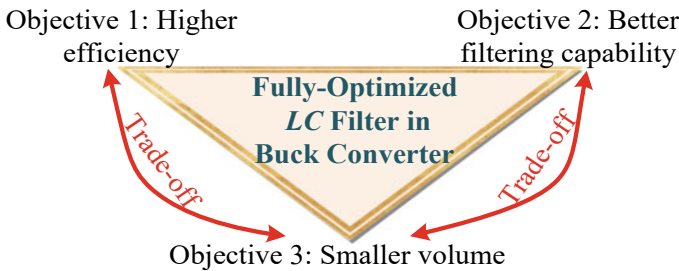 Objective 1: Higher
efficiency
Objective 2: Better
filtering capability
Fully-Optimized
LC Filter in
Buck Converter
Trade-off
Trade-off
Objective 3: Smaller volume